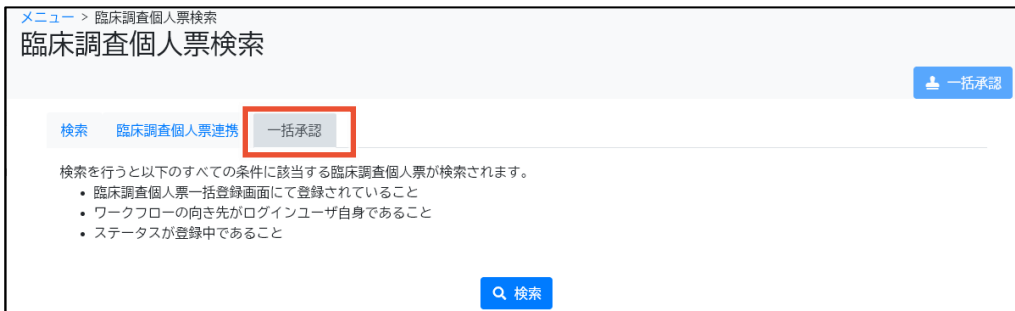 メニュー > 臨床調査個人票検索
臨床調査個人票検索
一括承認
検索 臨床調査個人票連携 一括承認
検索を行うと以下のすべての条件に該当する臨床調査個人票が検索されます。
• 臨床調査個人票一括登録画面にて登録されていること
• ワークフローの向き先がログインユーザ自身であること
• ステータスが登録中であること
検索